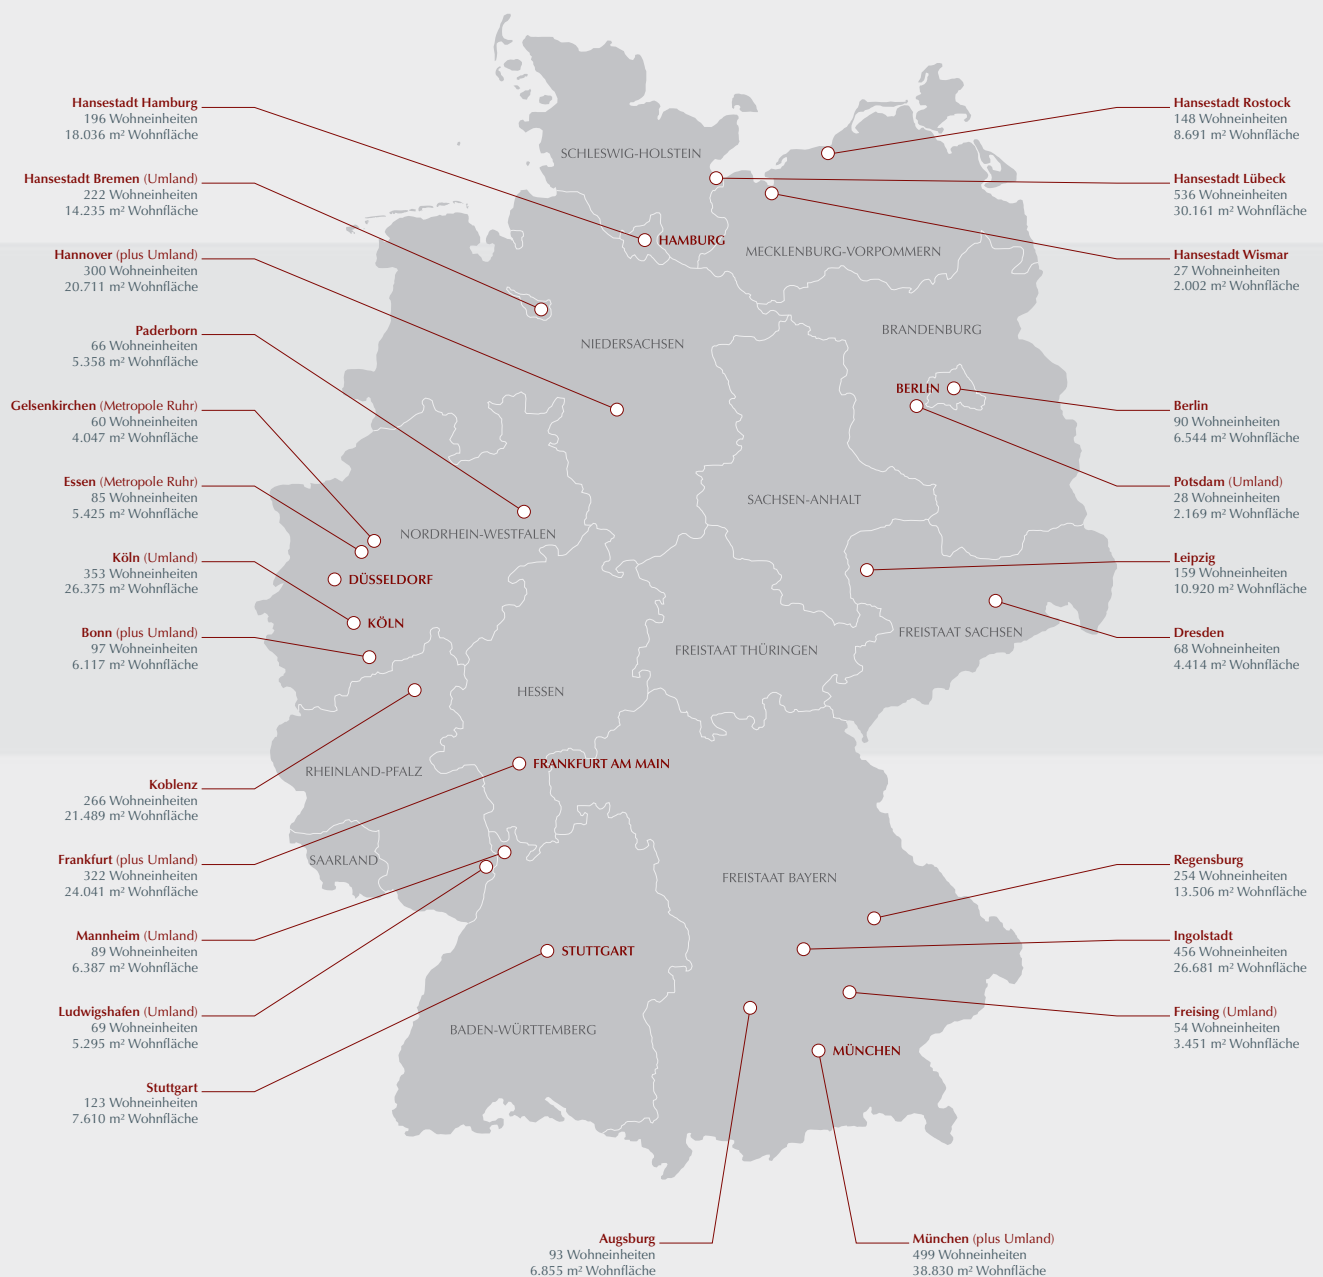 Hansestadt Hamburg
196 Wohneinheiten
18.036 m² Wohnfläche
Hansestadt Bremen (Umland)
222 Wohneinheiten
14.235 m² Wohnfläche
Hannover (plus Umland)
300 Wohneinheiten
20.711 m² Wohnfläche
Paderborn
66 Wohneinheiten
5.358 m² Wohnfläche
Gelsenkirchen (Metropole Ruhr)
60 Wohneinheiten
4.047 m² Wohnfläche
Essen (Metropole Ruhr)
85 Wohneinheiten
5.425 m² Wohnfläche
Köln (Umland)
353 Wohneinheiten
26.375 m² Wohnfläche
Bonn (plus Umland)
97 Wohneinheiten
6.117 m² Wohnfläche
Koblenz
266 Wohneinheiten
21.489 m² Wohnfläche
Frankfurt (plus Umland)
322 Wohneinheiten
24.041 m² Wohnfläche
Mannheim (Umland)
89 Wohneinheiten
6.387 m² Wohnfläche
Ludwigshafen (Umland)
69 Wohneinheiten
5.295 m² Wohnfläche
Stuttgart
123 Wohneinheiten
7.610 m² Wohnfläche
SCHLESWIG-HOLSTEIN
HAMBURG
MECKLENBURG-VORPOMMERN
BRANDENBURG
NIEDERSACHSEN
BERLIN
SACHSEN-ANHALT
NORDRHEIN-WESTFALEN
DÜSSELDORF
KÖLN
FREISTAAT SACHSEN
FREISTAAT THÜRINGEN
HESSEN
FRANKFURT AM MAIN
RHEINLAND-PFALZ
SAARLAND
FREISTAAT BAYERN
STUTTGART
BADEN-WÜRTTEMBERG
MÜNCHEN
Hansestadt Rostock
148 Wohneinheiten
8.691 m² Wohnfläche
Hansestadt Lübeck
536 Wohneinheiten
30.161 m² Wohnfläche
Hansestadt Wismar
27 Wohneinheiten
2.002 m² Wohnfläche
Berlin
90 Wohneinheiten
6.544 m² Wohnfläche
Potsdam (Umland)
28 Wohneinheiten
2.169 m² Wohnfläche
Leipzig
159 Wohneinheiten
10.920 m² Wohnfläche
Dresden
68 Wohneinheiten
4.414 m² Wohnfläche
Regensburg
254 Wohneinheiten
13.506 m² Wohnfläche
Ingolstadt
456 Wohneinheiten
26.681 m² Wohnfläche
Freising (Umland)
54 Wohneinheiten
3.451 m² Wohnfläche
Augsburg
93 Wohneinheiten
6.855 m² Wohnfläche
München (plus Umland)
499 Wohneinheiten
38.830 m² Wohnfläche